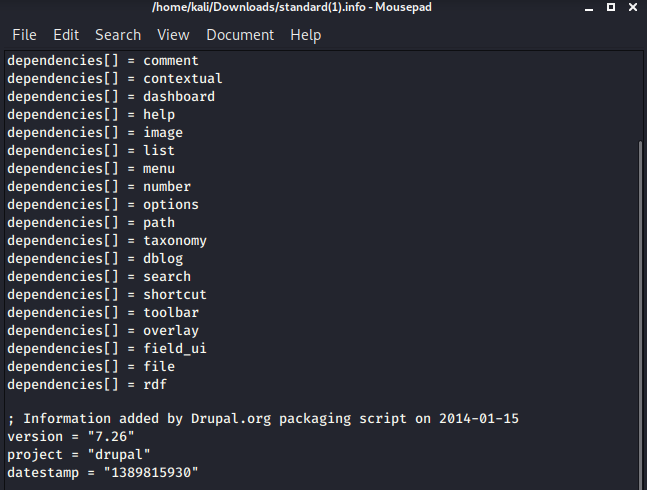 /home/kali/Downloads/standard(1).info - Mousepad
File Edit Search View Document Help
dependencies[] = comment
dependencies[] = contextual
dependencies[] = dashboard
dependencies[] = help
dependencies[] = image
dependencies[] = list
dependencies[] = menu
dependencies[] = number
dependencies[] = options
dependencies[] = path
dependencies[] = taxonomy
dependencies[] = dblog
dependencies[] = search
dependencies[] = shortcut
dependencies[] = toolbar
dependencies[] = overlay
dependencies[] = field_ui
dependencies[] = file
dependencies[] = rdf
; Information added by Drupal.org packaging script on 2014-01-15
version = "7.26"
project = "drupal"
datestamp = "1389815930"